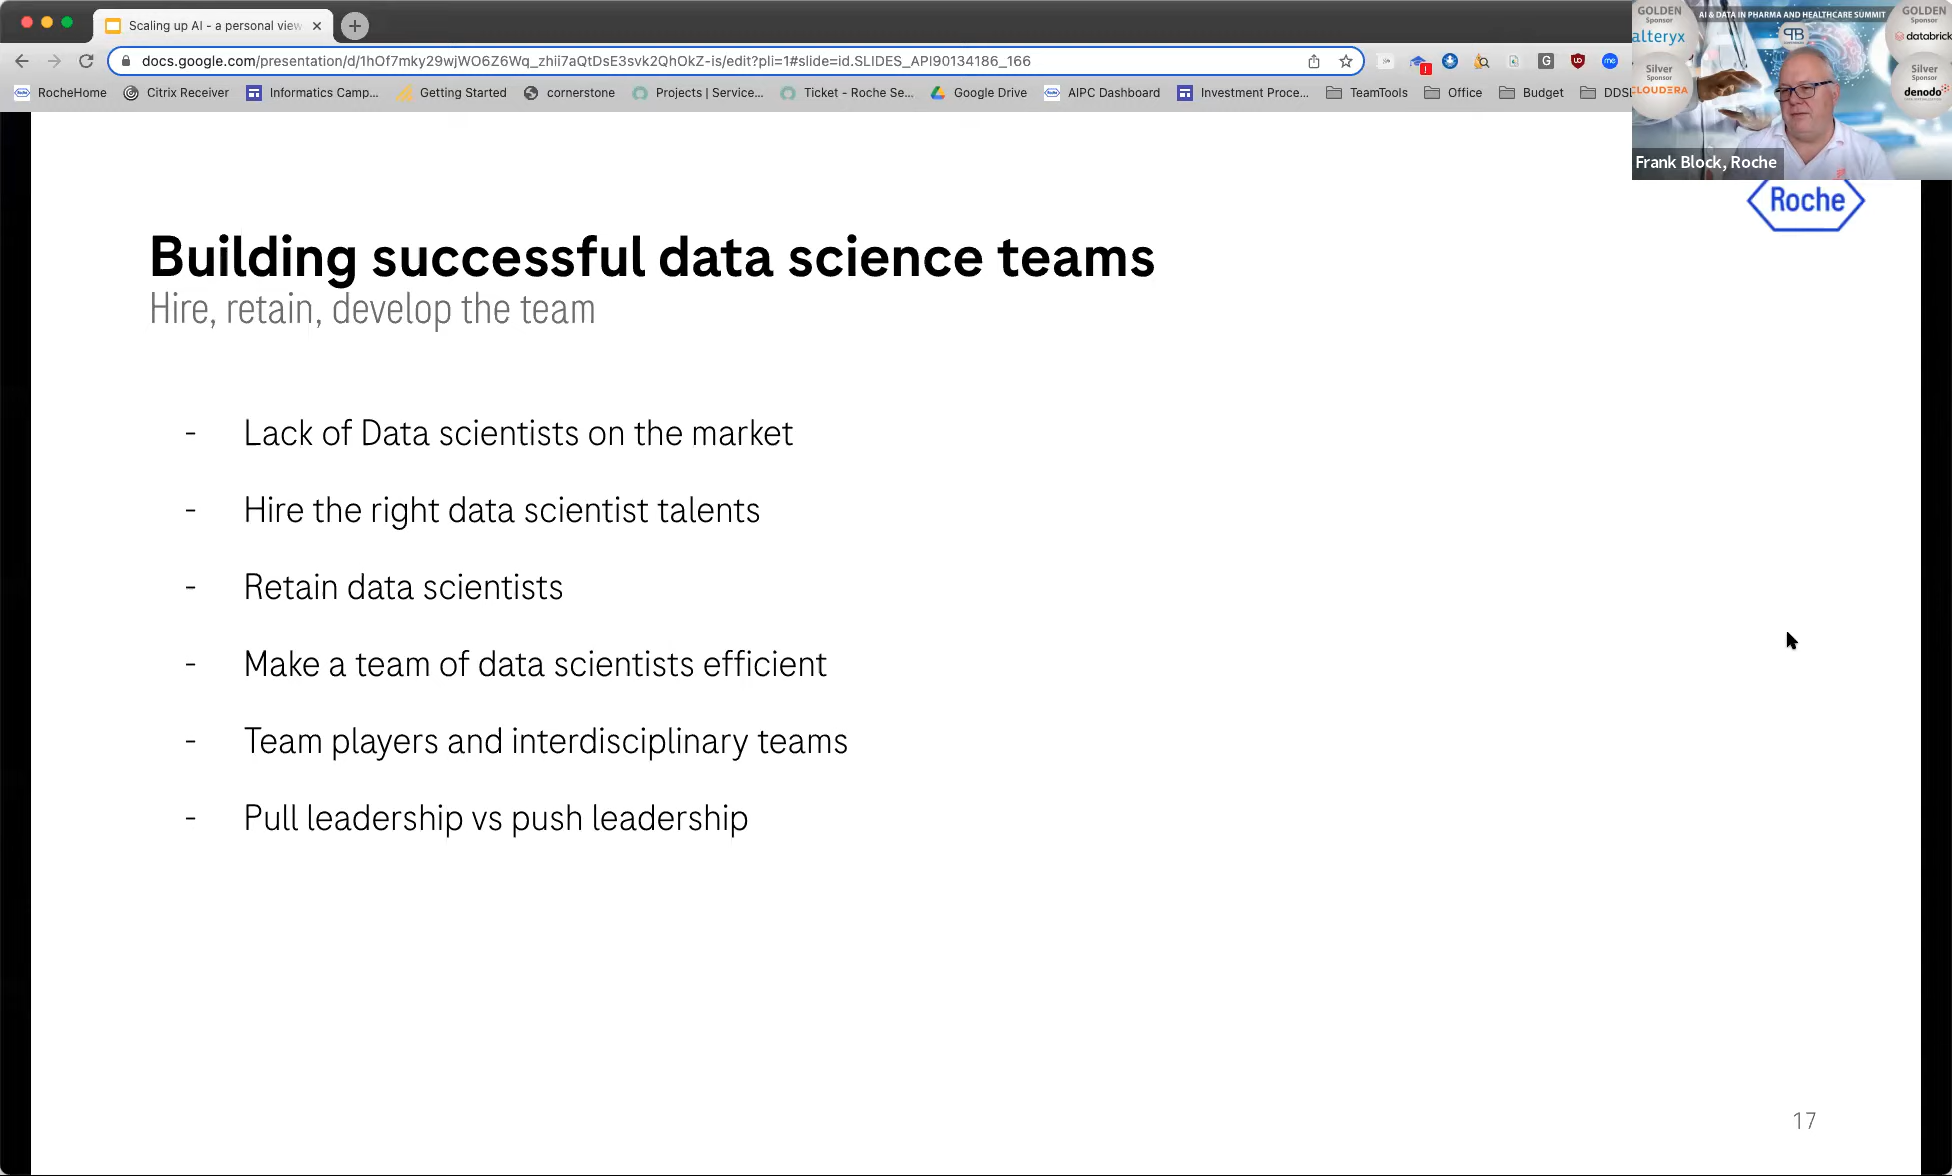 Scaling up AI - a personal view
docs.google.com/presentation/d/1hOf7mky29wjWO6Z6Wq_zhii7aQtDsE3svk2QhOkZ-is/edit?pli=1#slide=id.SLIDES_API90134186_166
RocheHome Citrix Receiver Informatics Camp... Getting Started cornerstone Projects | Service... Ticket - Roche Se... Google Drive AIPC Dashboard Investment Proce... TeamTools Office Budget DDSI
GOLDEN Sponsor
alteryx
AI & DATA IN PHARMA AND HEALTHCARE SUMMIT
GOLDEN Sponsor
databrick
Silver Sponsor
CLOUDERA
Silver Sponsor
denodo
Frank Block, Roche
Roche
Building successful data science teams
Hire, retain, develop the team
- Lack of Data scientists on the market
- Hire the right data scientist talents
- Retain data scientists
- Make a team of data scientists efficient
- Team players and interdisciplinary teams
- Pull leadership vs push leadership
17